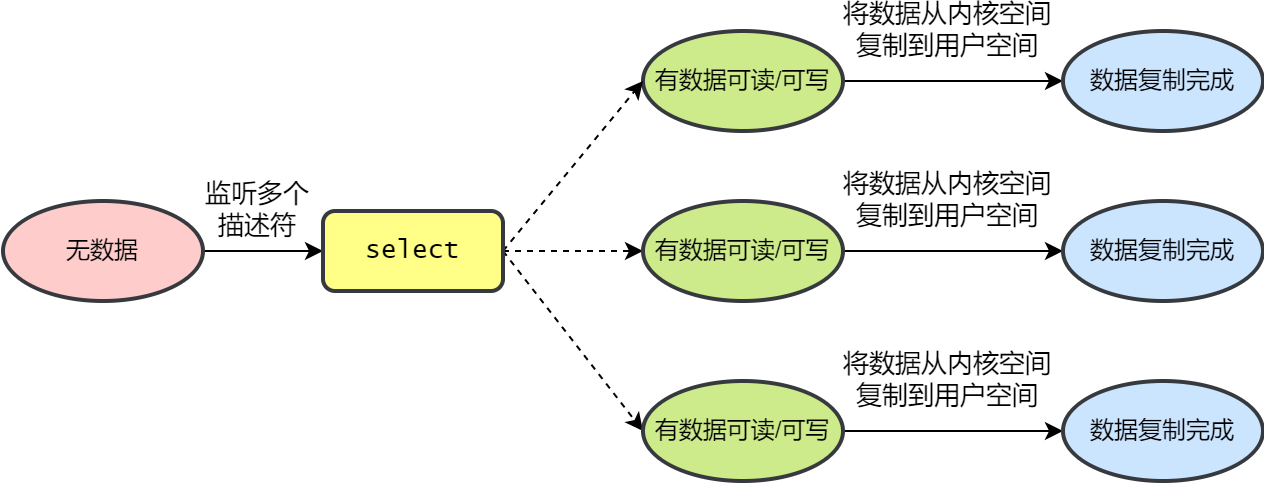 无数据
监听多个
描述符
select
有数据可读/可写
将数据从内核空间
复制到用户空间
数据复制完成
有数据可读/可写
将数据从内核空间
复制到用户空间
数据复制完成
有数据可读/可写
将数据从内核空间
复制到用户空间
数据复制完成